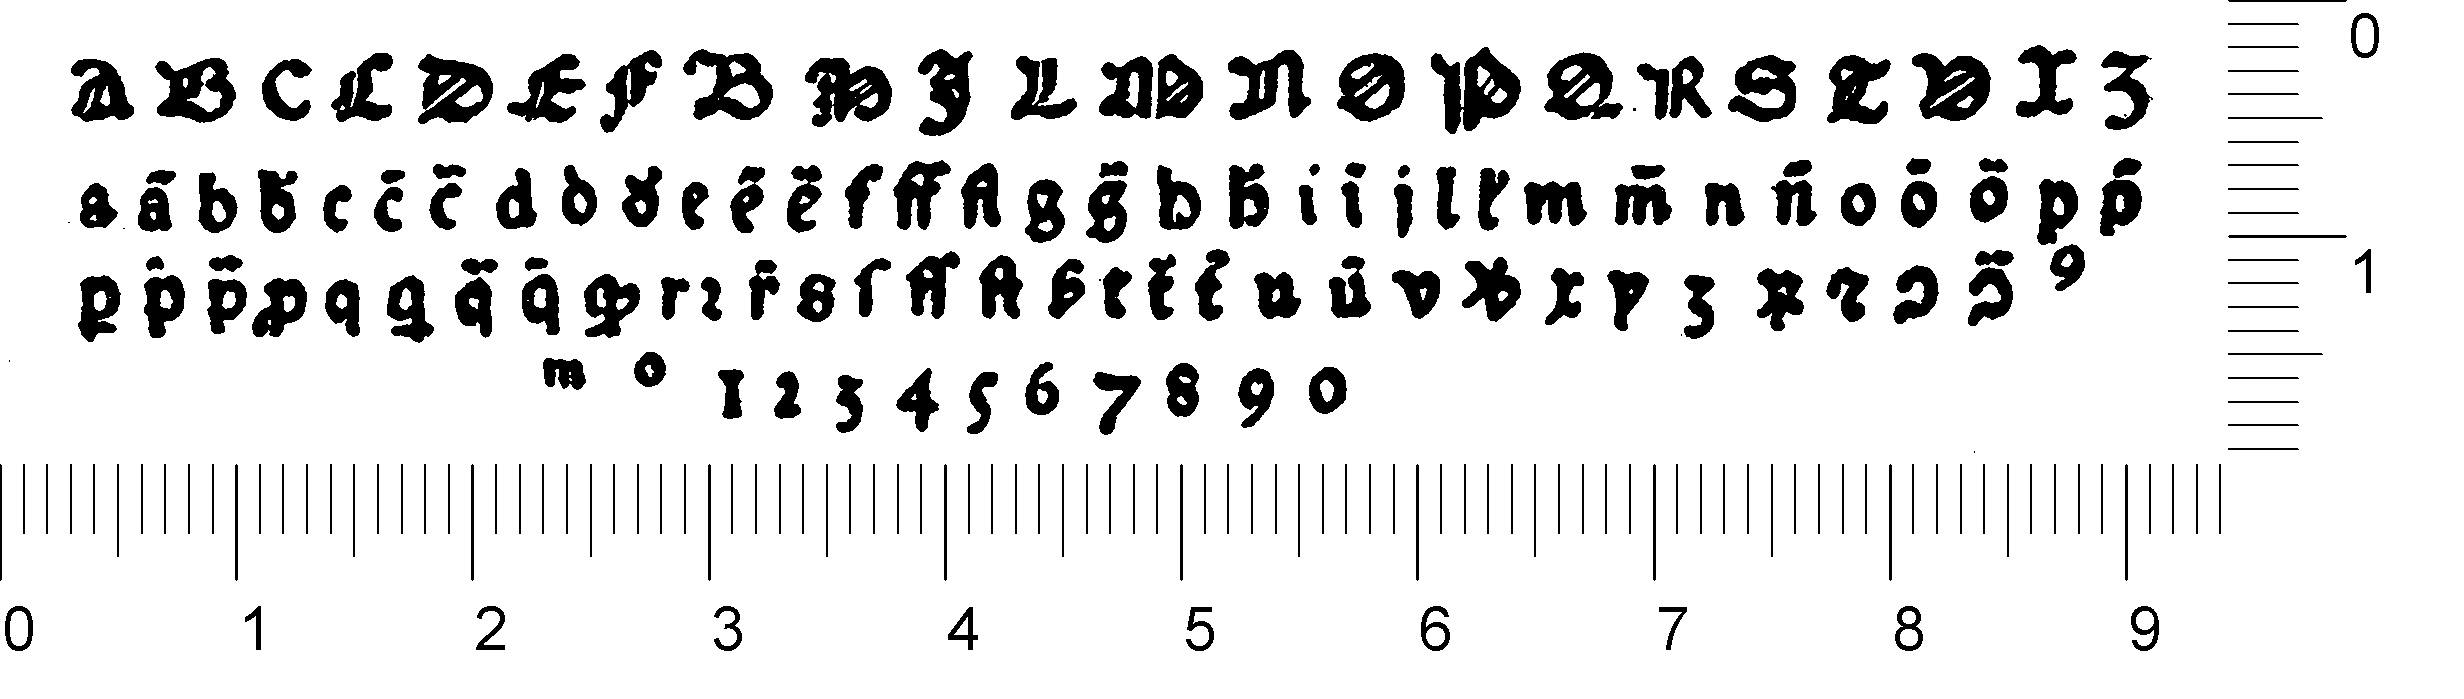 A B C C D E F G H I L M N O P Q R S T V X Z
a ā b b̃ c c̄ c̃ d d d̃ e ē ẽ f ff fl g g̃ h h̃ i ī j l l̃ m m̄ n n̄ o ō õ p p̄
ꝑ p̄ p̃ ꝓ q ꝗ q̃ q̄ ꝙ r ꝛ r̄ s ſ ſſ ſt ß t t̃ t̄ u ū v w x y z ꝝ ꝛ ↄ ↄ̃ ꝰ
m o 1 2 3 4 5 6 7 8 9 0
0
1
0 1 2 3 4 5 6 7 8 9